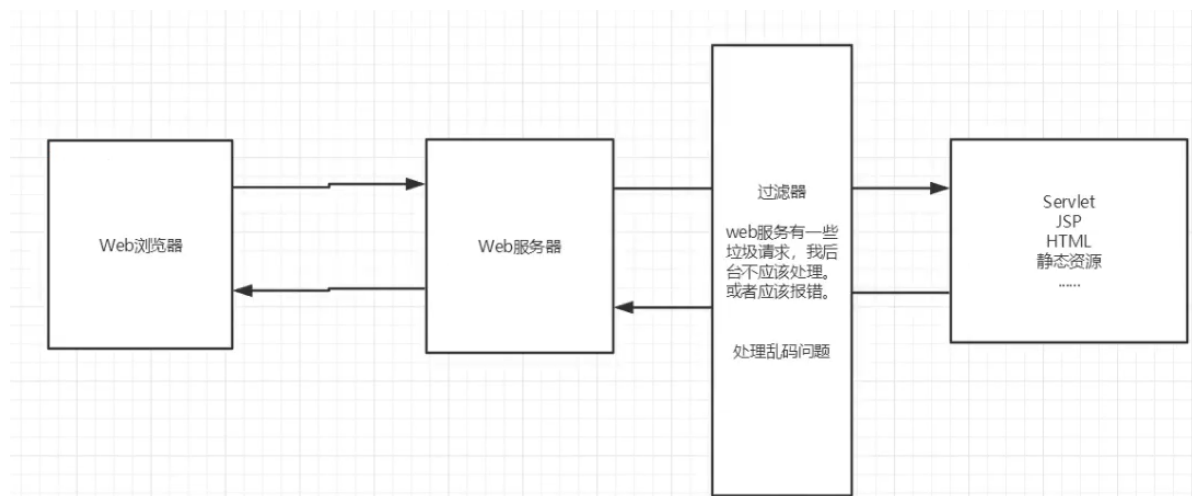 Web浏览器
Web服务器
过滤器
web服务有一些
垃圾请求，我后
台不应该处理。
或者应该报错。
处理乱码问题
Servlet
JSP
HTML
静态资源
......